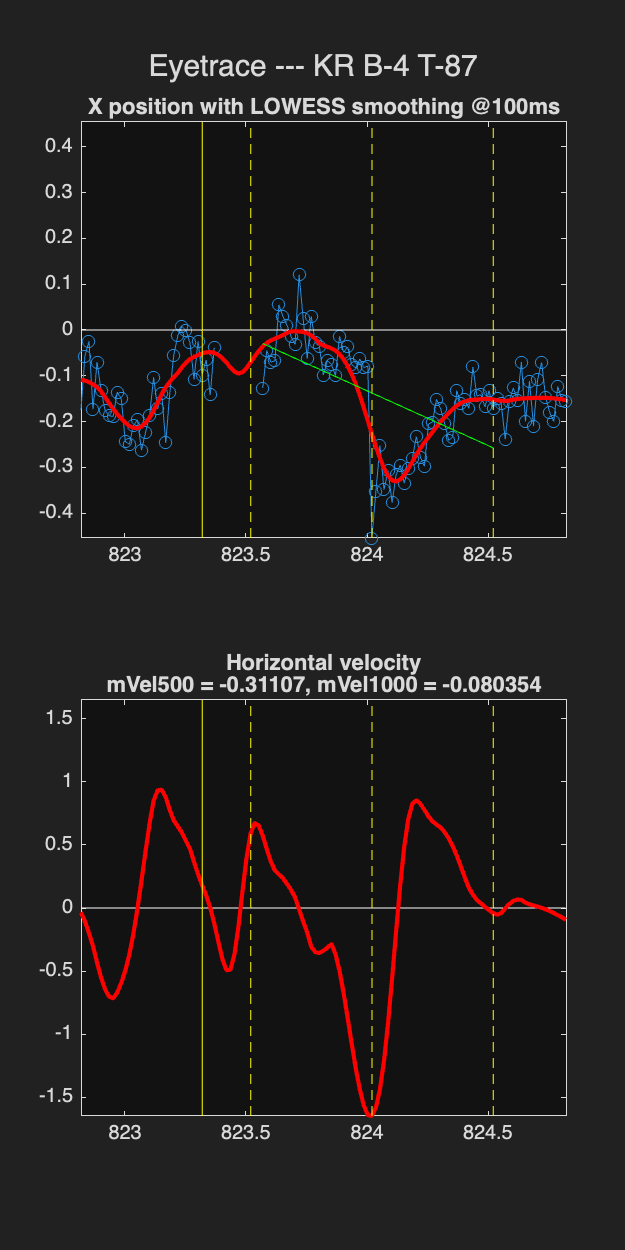 Eyetrace --- KR B-4 T-87
X position with LOWESS smoothing @100ms
0.4
0.3
0.2
0.1
0
-0.1
-0.2
-0.3
-0.4
823 823.5 824 824.5
Horizontal velocity
mVel500 = -0.31107, mVel1000 = -0.080354
1.5
1
0.5
0
-0.5
-1
-1.5
823 823.5 824 824.5